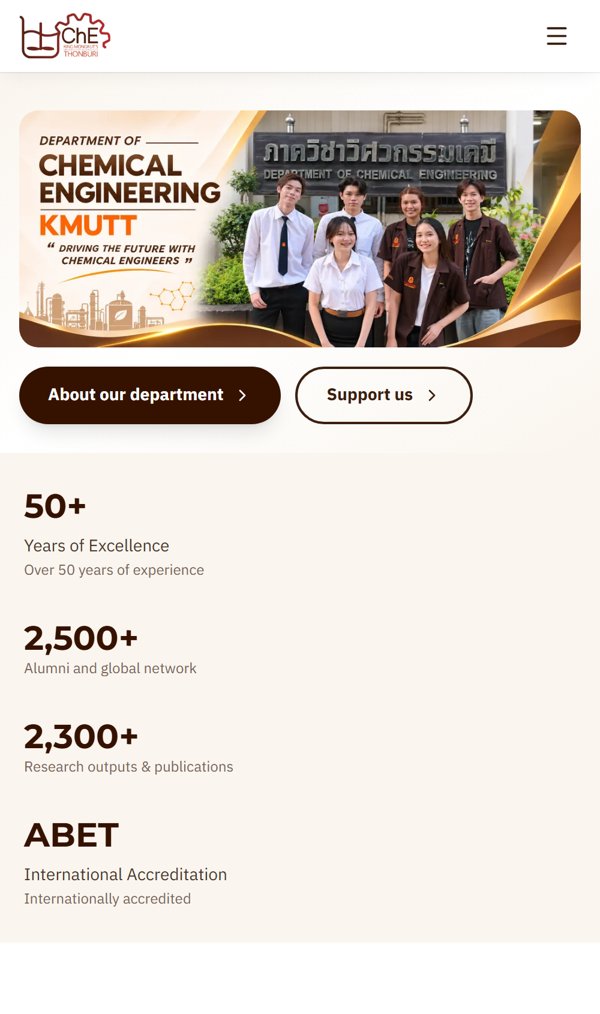 ChE
KING MONGKUT'S
THONBURI
DEPARTMENT OF
CHEMICAL
ENGINEERING
KMUTT
“ DRIVING THE FUTURE WITH
CHEMICAL ENGINEERS ”
ภาควิชาวิศวกรรมเคมี
DEPARTMENT OF CHEMICAL ENGINEERING
About our department
Support us
50+
Years of Excellence
Over 50 years of experience
2,500+
Alumni and global network
2,300+
Research outputs & publications
ABET
International Accreditation
Internationally accredited